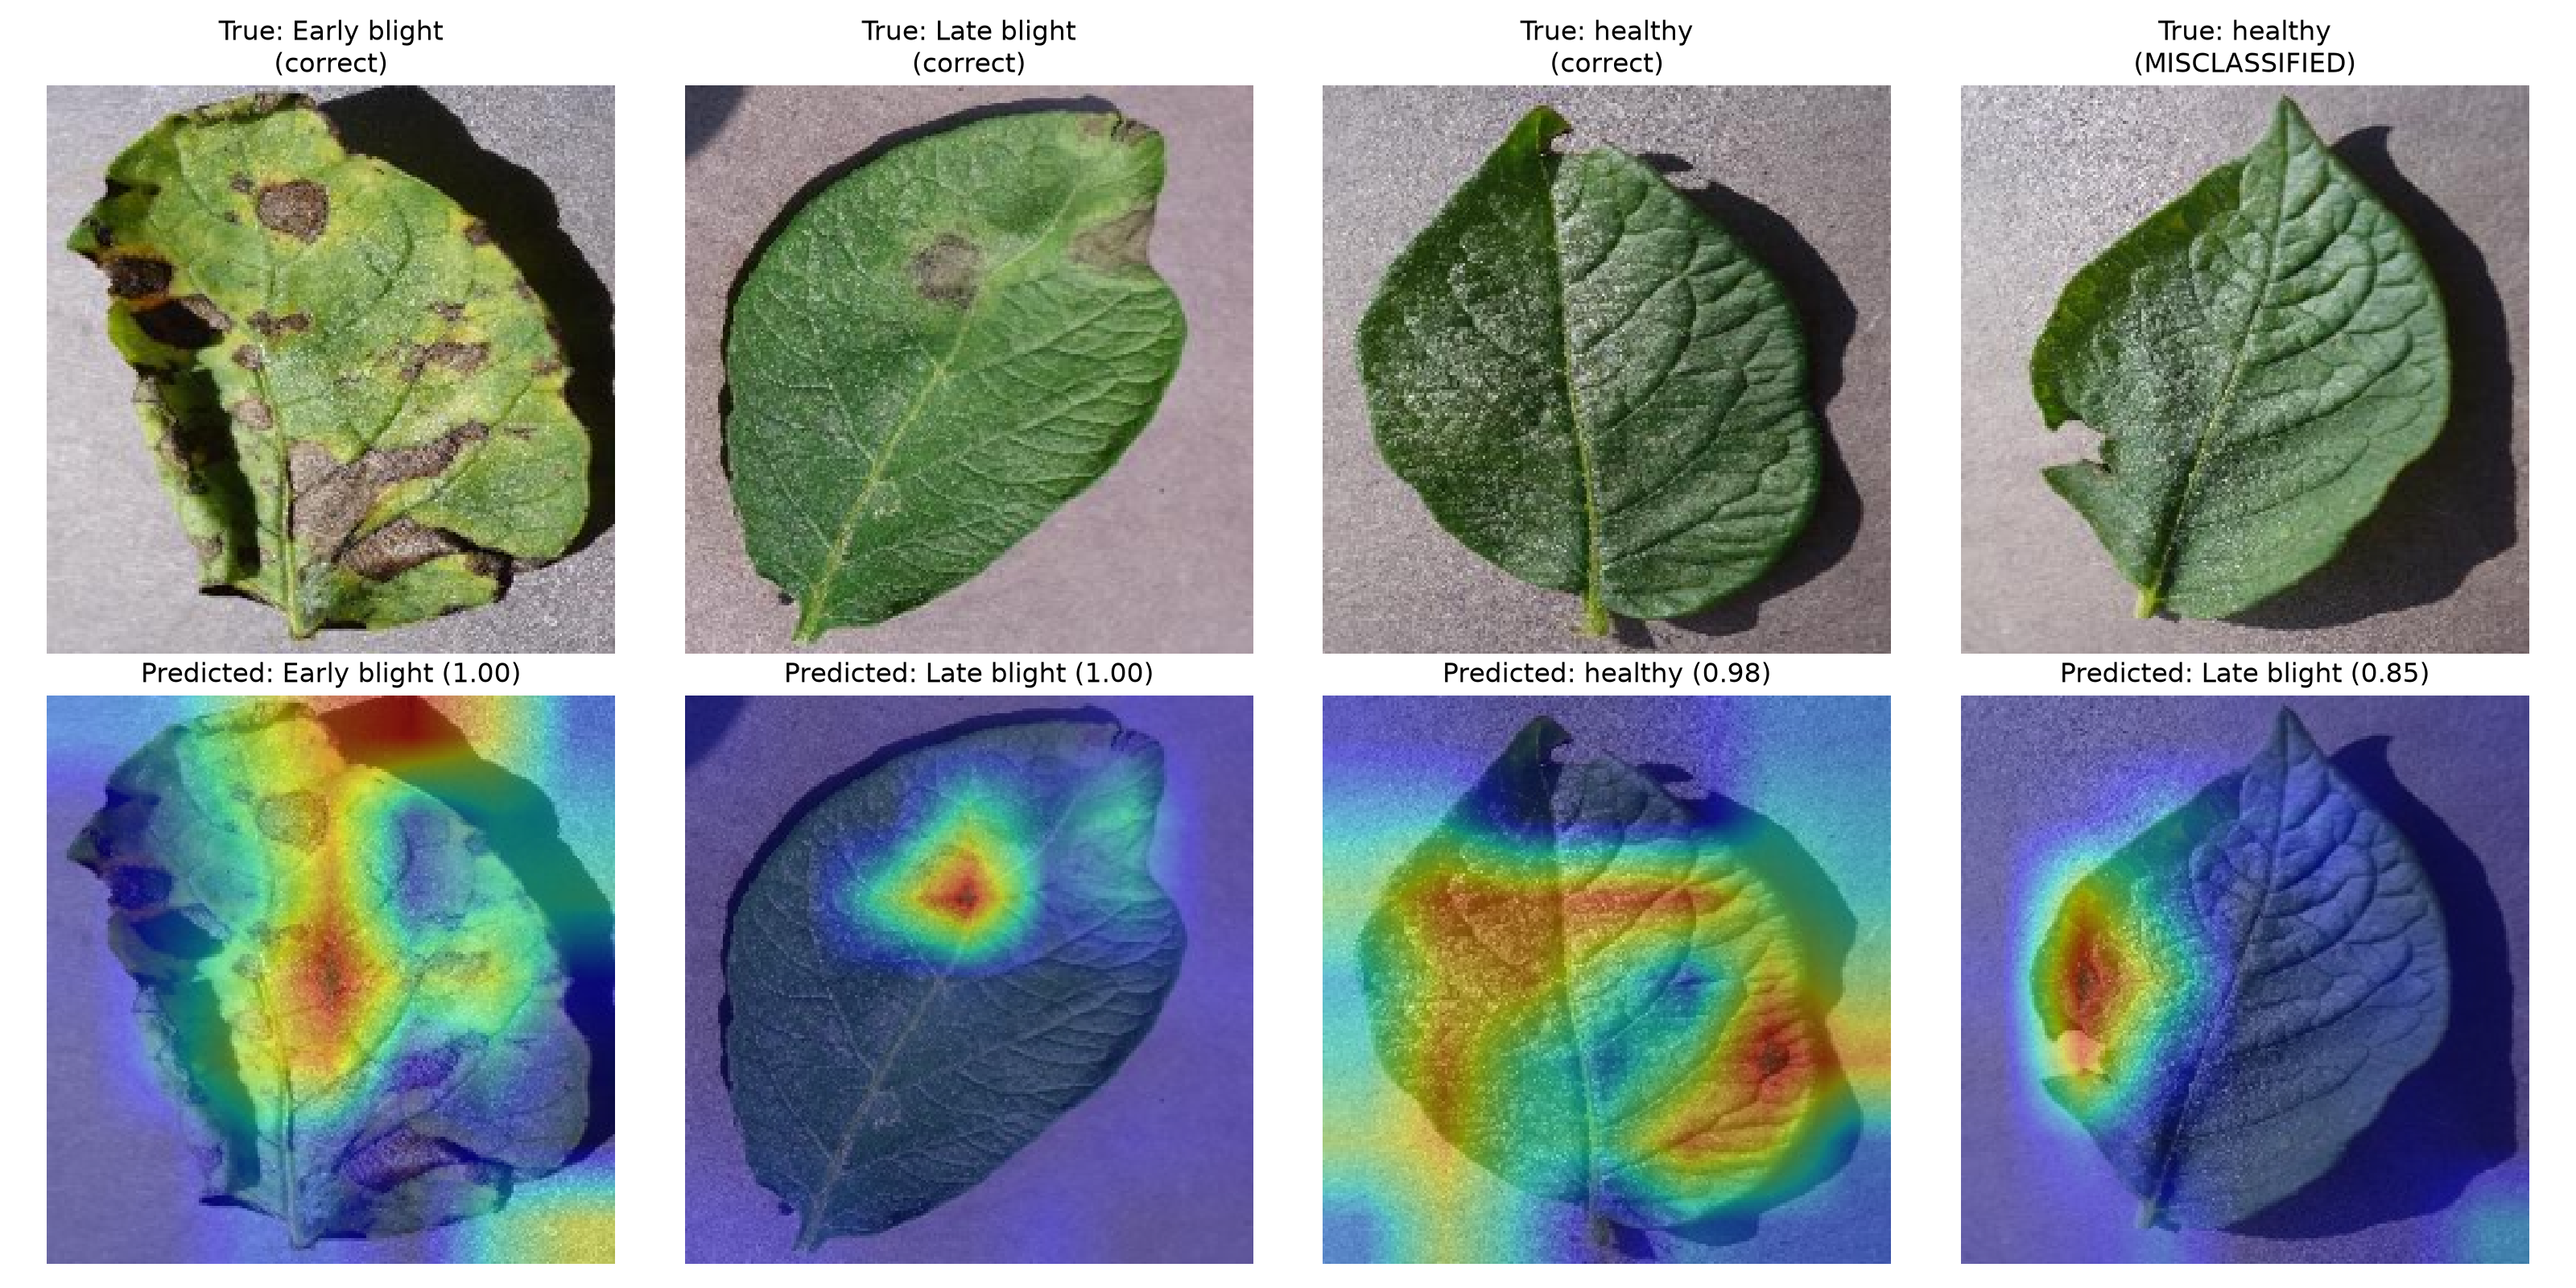 True: Early blight
(correct)
True: Late blight
(correct)
True: healthy
(correct)
True: healthy
(MISCLASSIFIED)
Predicted: Early blight (1.00)
Predicted: Late blight (1.00)
Predicted: healthy (0.98)
Predicted: Late blight (0.85)